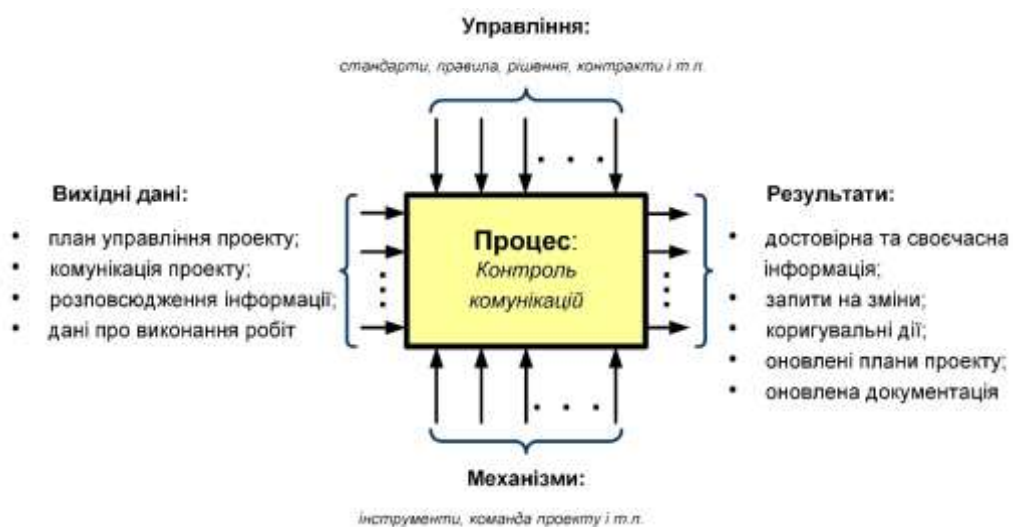 Управління:
стандарти, правила, рішення, контракти і т.п.
Вихідні дані:
• план управління проекту;
• комунікація проекту;
• розповсюдження інформації;
• дані про виконання робіт
Процес:
Контроль
комунікацій
Результати:
• достовірна та своєчасна
інформація;
• запити на зміни;
• коригувальні дії;
• оновлені плани проекту;
• оновлена документація
Механізми:
інструменти, команда проекту і т.п.